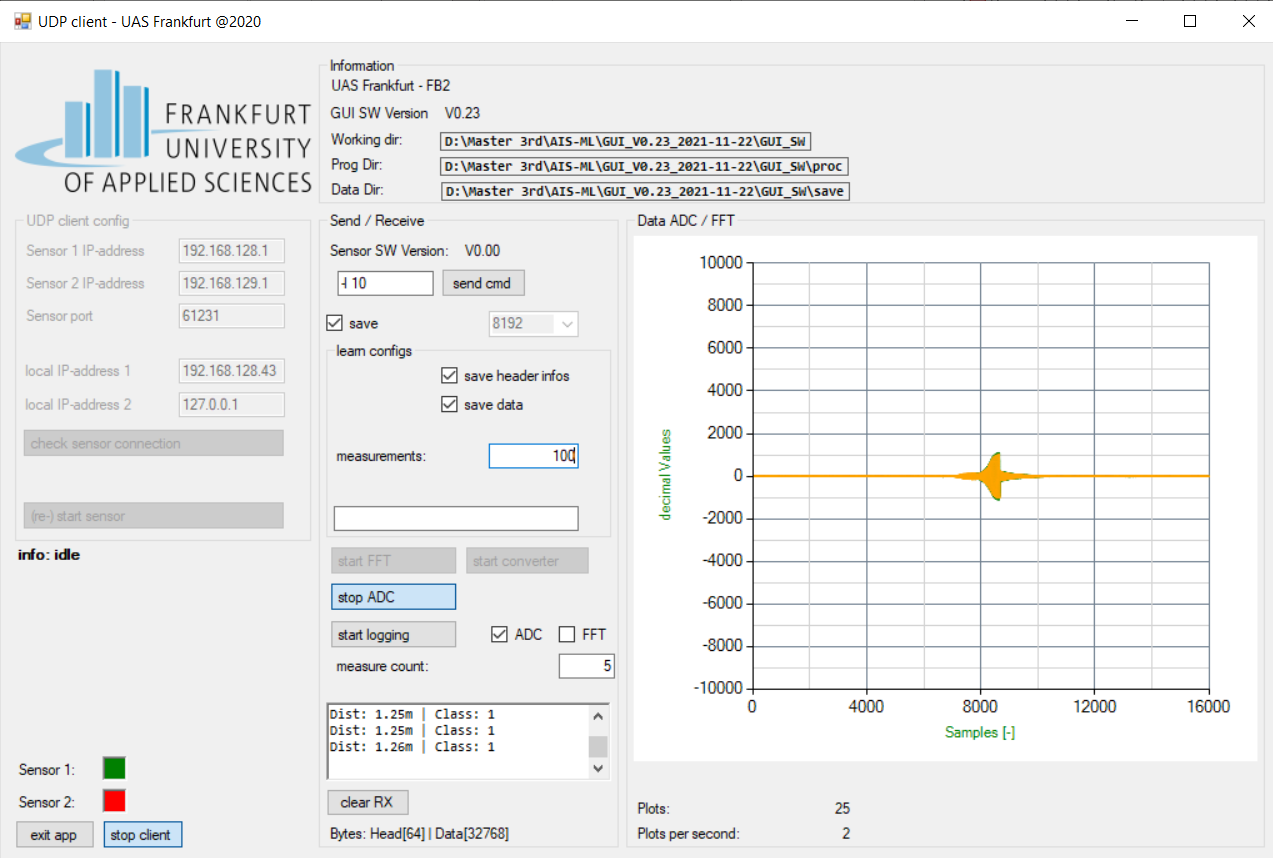 UDP client - UAS Frankfurt @2020
FRANKFURT
UNIVERSITY
OF APPLIED SCIENCES
Information
UAS Frankfurt - FB2
GUI SW Version V0.23
Working dir: D:\Master 3rd\AIS-ML\GUI_V0.23_2021-11-22\GUI_SW
Prog Dir: D:\Master 3rd\AIS-ML\GUI_V0.23_2021-11-22\GUI_SW\proc
Data Dir: D:\Master 3rd\AIS-ML\GUI_V0.23_2021-11-22\GUI_SW\save
UDP client config
Sensor 1 IP-address 192.168.128.1
Sensor 2 IP-address 192.168.129.1
Sensor port 61231
local IP-address 1 192.168.128.43
local IP-address 2 127.0.0.1
check sensor connection
(re-) start sensor
info: idle
Sensor 1:
Sensor 2:
exit app stop client
Send / Receive
Sensor SW Version: V0.00
10 send cmd
save 8192
learn configs
save header infos
save data
measurements: 100
start FFT start converter
stop ADC
start logging ADC FFT
measure count: 5
Dist: 1.25m | Class: 1
Dist: 1.25m | Class: 1
Dist: 1.26m | Class: 1
clear RX
Bytes: Head[64] | Data[32768]
Data ADC / FFT
10000
8000
6000
4000
2000
0
-2000
-4000
-6000
-8000
-10000
decimal Values
0 4000 8000 12000 16000
Samples [-]
Plots: 25
Plots per second: 2